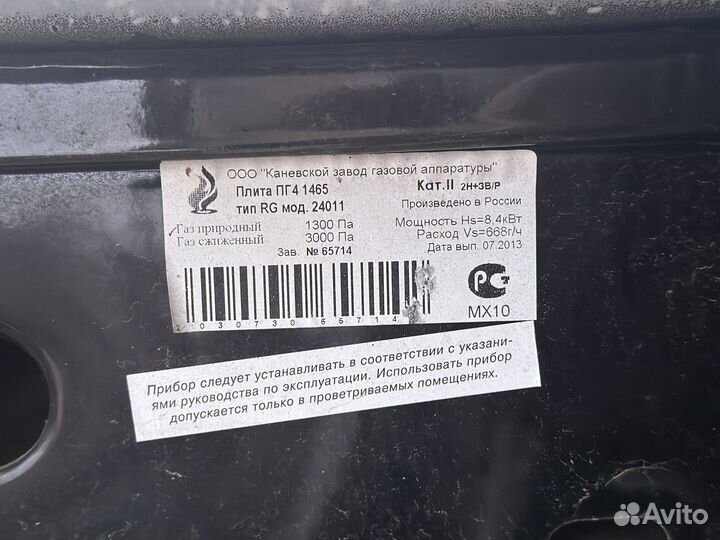 ООО "Каневской завод газовой аппаратуры"
Плита ПГ4 1465 Кат.II 2Н+3В/Р
тип RG мод. 24011 Произведено в России
Газ природный 1300 Па Мощность Hs=8,4кВт
Газ сжиженный 3000 Па Расход Vs=668г/ч
Зав. № 65714 Дата вып. 07.2013
203073065714
РС
МХ10
Прибор следует устанавливать в соответствии с указани-
ями руководства по эксплуатации. Использовать прибор
допускается только в проветриваемых помещениях.
Avito